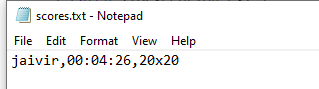 scores.txt - Notepad
File Edit Format View Help
jaivir,00:04:26,20x20